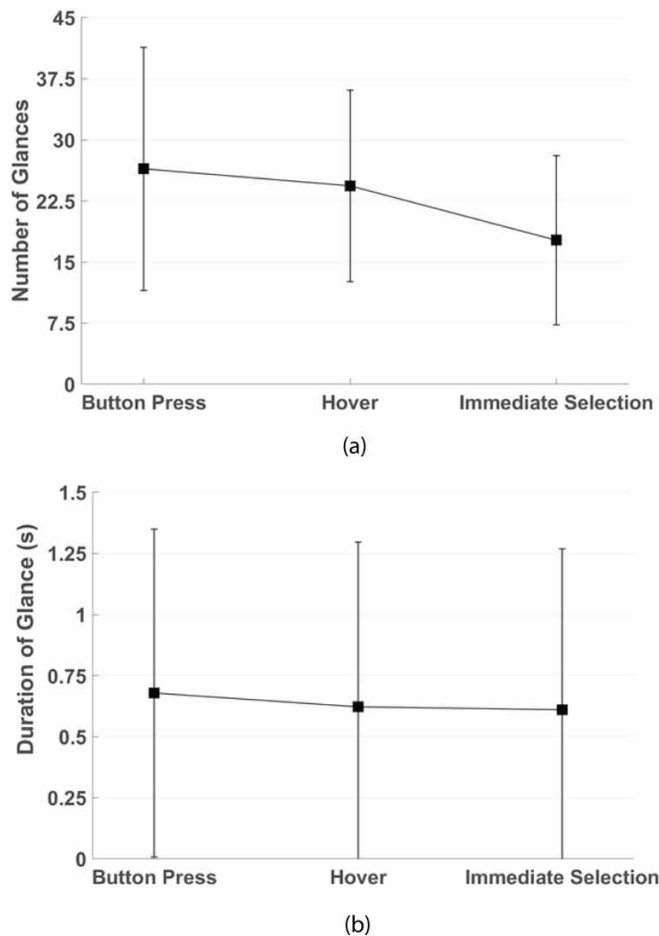 Number of Glances
45
37.5
30
22.5
15
7.5
0
Button Press Hover Immediate Selection
(a)
Duration of Glance (s)
1.5
1.25
1
0.75
0.5
0.25
0
Button Press Hover Immediate Selection
(b)